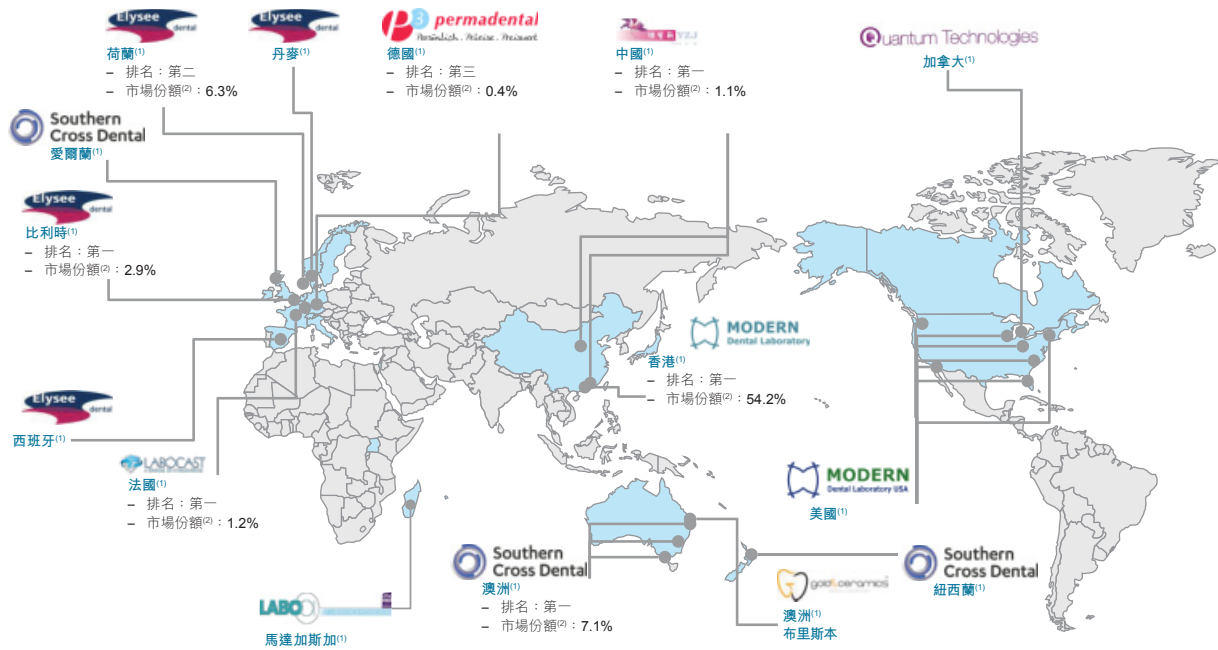 Elysee
dental
荷蘭(1)
– 排名：第二
– 市場份額(2)：6.3%
Elysee
dental
丹麥(1)
p3 permadental
Persönlich. Präzise. Preiswert
德國(1)
– 排名：第三
– 市場份額(2)：0.4%
YZJ
中國(1)
– 排名：第一
– 市場份額(2)：1.1%
Quantum Technologies
加拿大(1)
Southern
Cross Dental
愛爾蘭(1)
Elysee
dental
比利時(1)
– 排名：第一
– 市場份額(2)：2.9%
MODERN
Dental Laboratory
香港(1)
– 排名：第一
– 市場份額(2)：54.2%
Elysee
dental
西班牙(1)
LABOCAST
法國(1)
– 排名：第一
– 市場份額(2)：1.2%
MODERN
Dental Laboratory USA
美國(1)
LABO
馬達加斯加(1)
Southern
Cross Dental
澳洲(1)
– 排名：第一
– 市場份額(2)：7.1%
gold&ceramics
澳洲(1)
布里斯本
Southern
Cross Dental
紐西蘭(1)